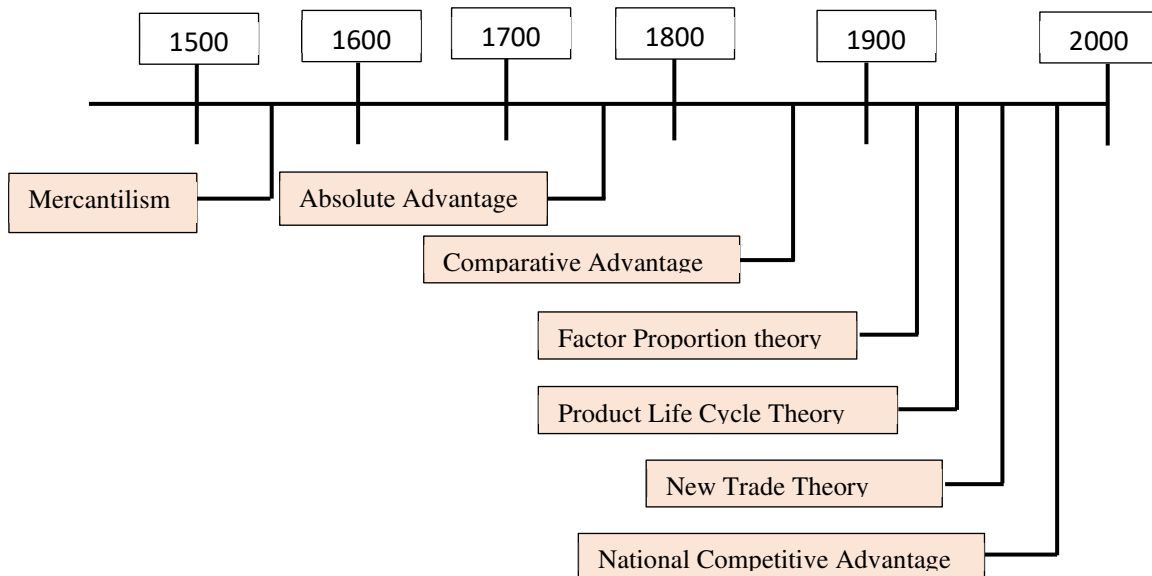 1500
1600
1700
1800
1900
2000
Mercantilism
Absolute Advantage
Comparative Advantage
Factor Proportion theory
Product Life Cycle Theory
New Trade Theory
National Competitive Advantage